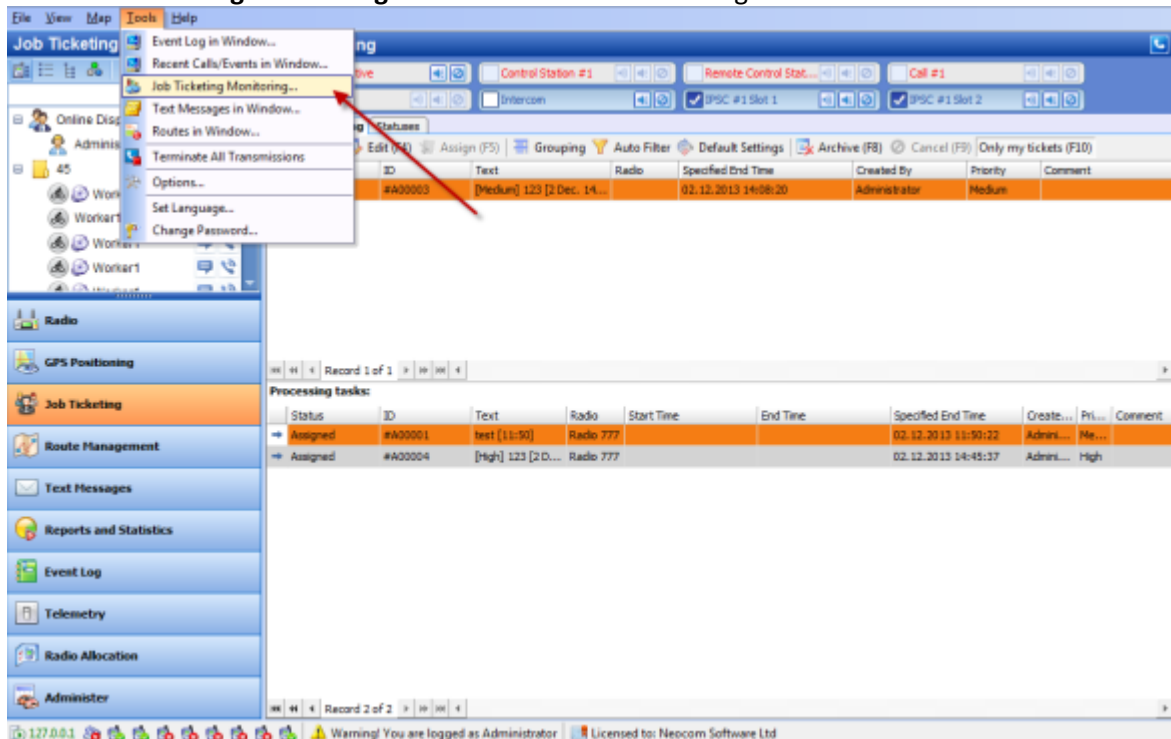 File View Map Tools Help
Job Ticketing
Event Log in Window...
Recent Calls/Events in Window...
Job Ticketing Monitoring...
Text Messages in Window...
Routes in Window...
Terminate All Transmissions
Options...
Set Language...
Change Password...
Control Station #1
Remote Control Stat...
Call #1
Intercom
IPSC #1 Slot 1
IPSC #1 Slot 2
Statuses
Edit (F4) Assign (F5) Grouping Auto Filter Default Settings Archive (F8) Cancel (F9) Only my tickets (F10)
ID Text Radio Specified End Time Created By Priority Comment
#A00003 [Medium] 123 [2 Dec. 14... 02.12.2013 14:08:20 Administrator Medium
45
Worker1
Worker1
Record 1 of 1
Processing tasks:
Status ID Text Radio Start Time End Time Specified End Time Create... Pri... Comment
Assigned #A00001 test [11:50] Radio 777 02.12.2013 11:50:22 Admini... Me...
Assigned #A00004 [High] 123 [2 D... Radio 777 02.12.2013 14:45:37 Admini... High
Radio
GPS Positioning
Job Ticketing
Route Management
Text Messages
Reports and Statistics
Event Log
Telemetry
Radio Allocation
Administer
Record 2 of 2
127.0.0.1 Warning! You are logged as Administrator Licensed to: Neocom Software Ltd